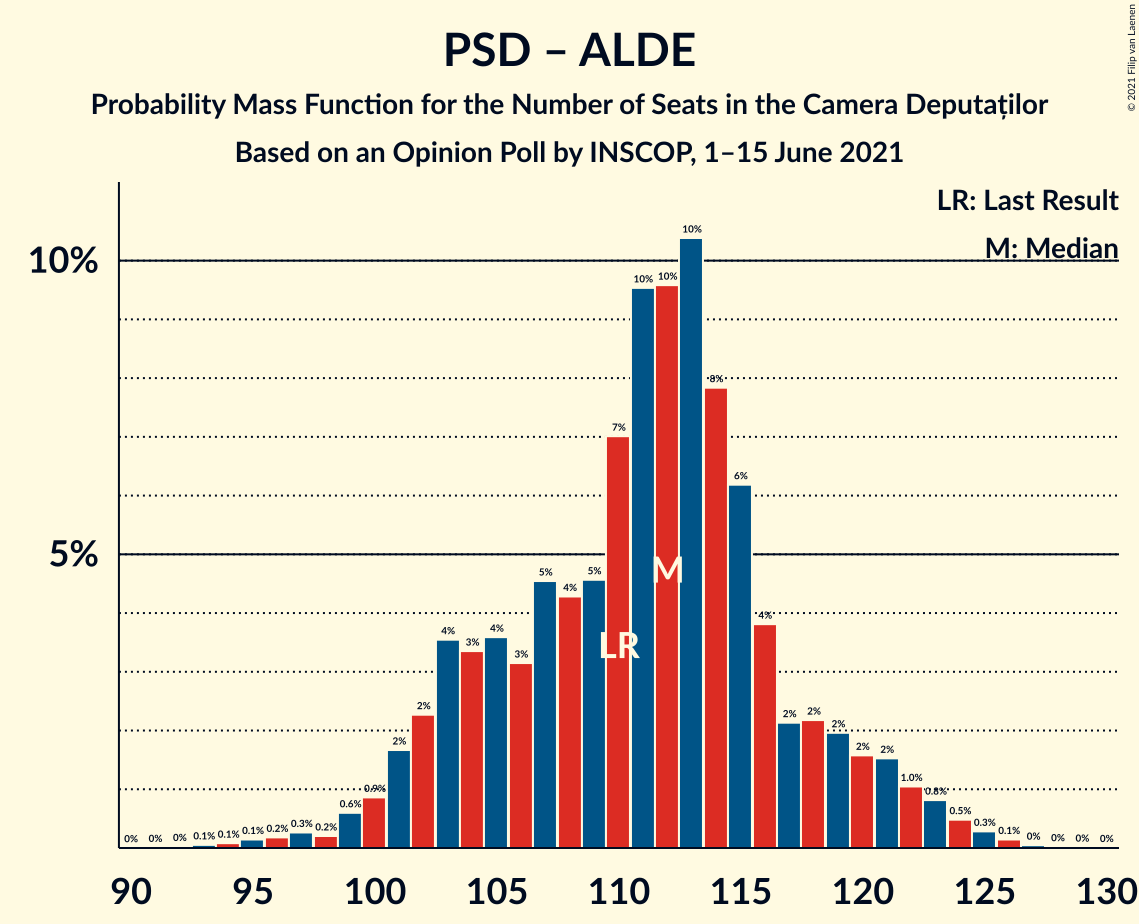 PSD – ALDE
Probability Mass Function for the Number of Seats in the Camera Deputaților
Based on an Opinion Poll by INSCOP, 1–15 June 2021
© 2021 Filip van Laenen
LR: Last Result
M: Median
10%
5%
0% 0% 0% 0.1% 0.1% 0.1% 0.2% 0.3% 0.2% 0.6% 0.9% 2% 2% 4% 3% 4% 3% 5% 4% 5% 7% 10% 10% 10% 8% 6% 4% 2% 2% 2% 2% 2% 1.0% 0.8% 0.5% 0.3% 0.1% 0% 0% 0% 0%
M
LR
90 95 100 105 110 115 120 125 130